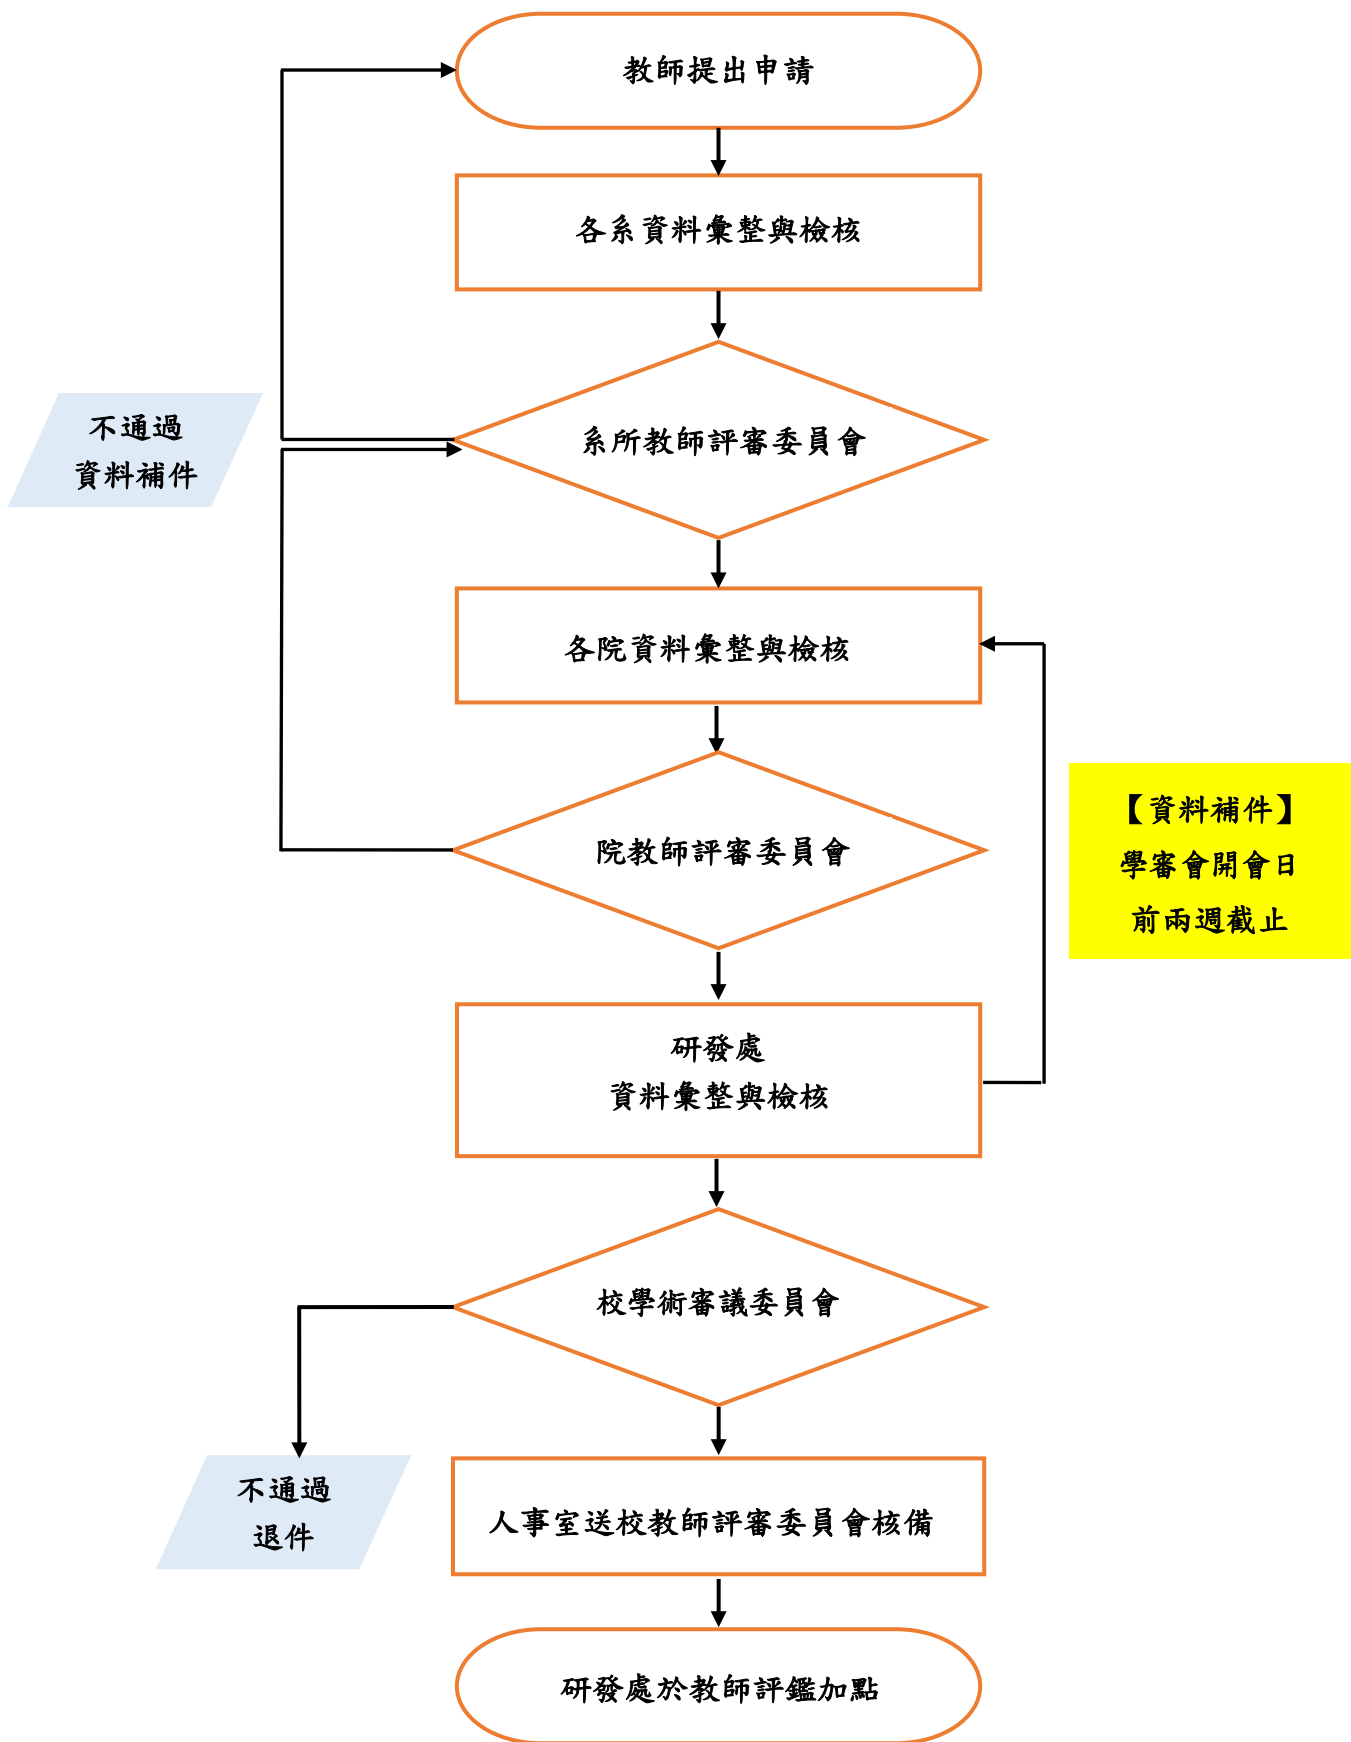 教師提出申請
各系資料彙整與檢核
不通過
資料補件
系所教師評審委員會
各院資料彙整與檢核
【資料補件】
學審會開會日
前兩週截止
院教師評審委員會
研發處
資料彙整與檢核
校學術審議委員會
不通過
退件
人事室送校教師評審委員會核備
研發處於教師評鑑加點